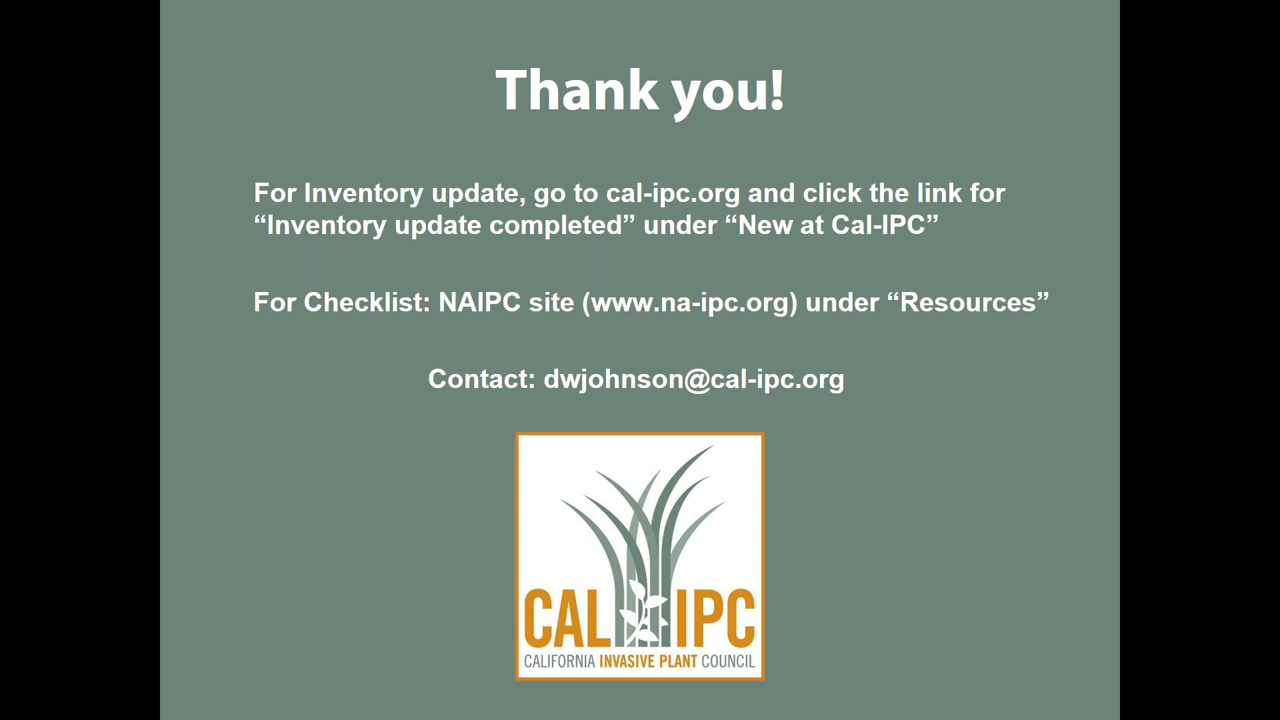 Thank you!
For Inventory update, go to cal-ipc.org and click the link for
“Inventory update completed” under “New at Cal-IPC”
For Checklist: NAIPC site (www.na-ipc.org) under “Resources”
Contact: dwjohnson@cal-ipc.org
CAL IPC
CALIFORNIA INVASIVE PLANT COUNCIL